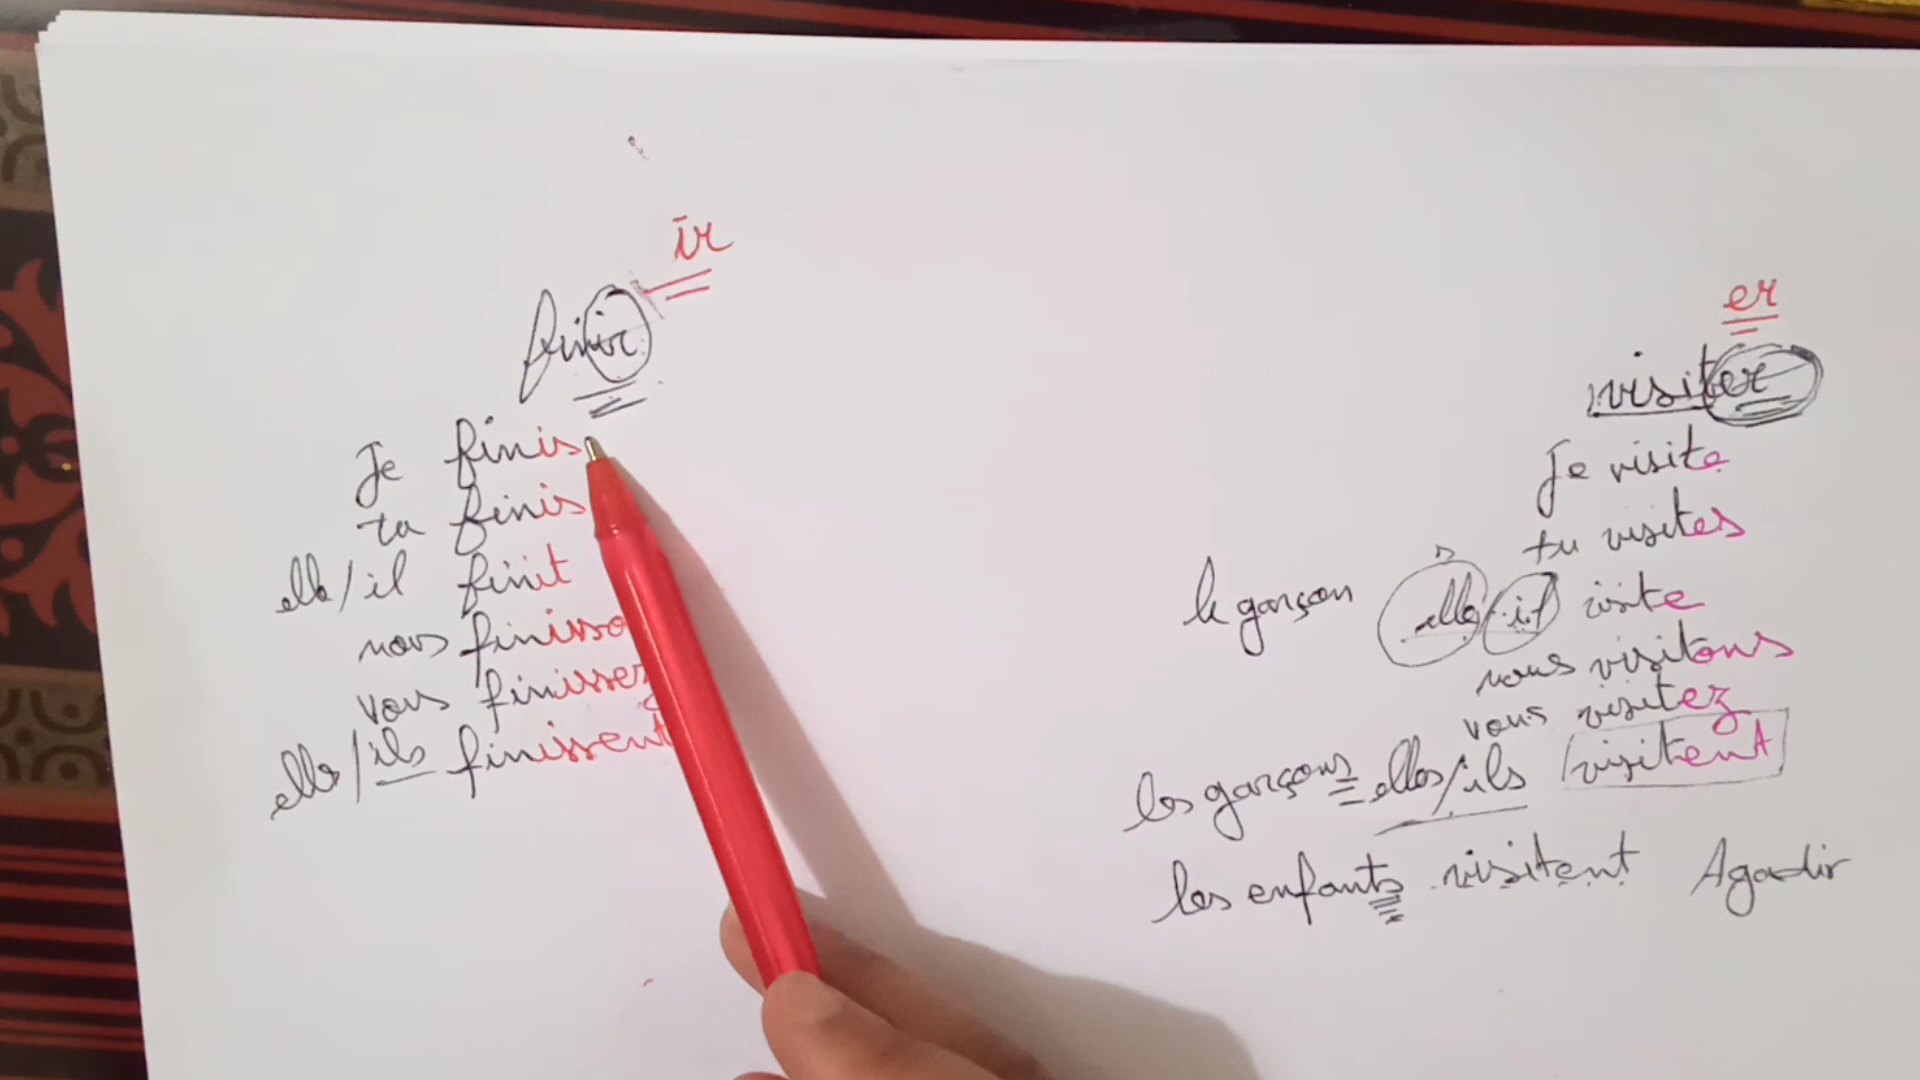 ir
finir
Je finis
tu finis
elle/il finit
nous finisso
vous finissez
elles/ils finissent
er
visiter
Je visite
tu visites
le garçon elle/il visite
nous visitons
vous visitez
les garçons = elles/ils visitent
les enfants visitent Agadir